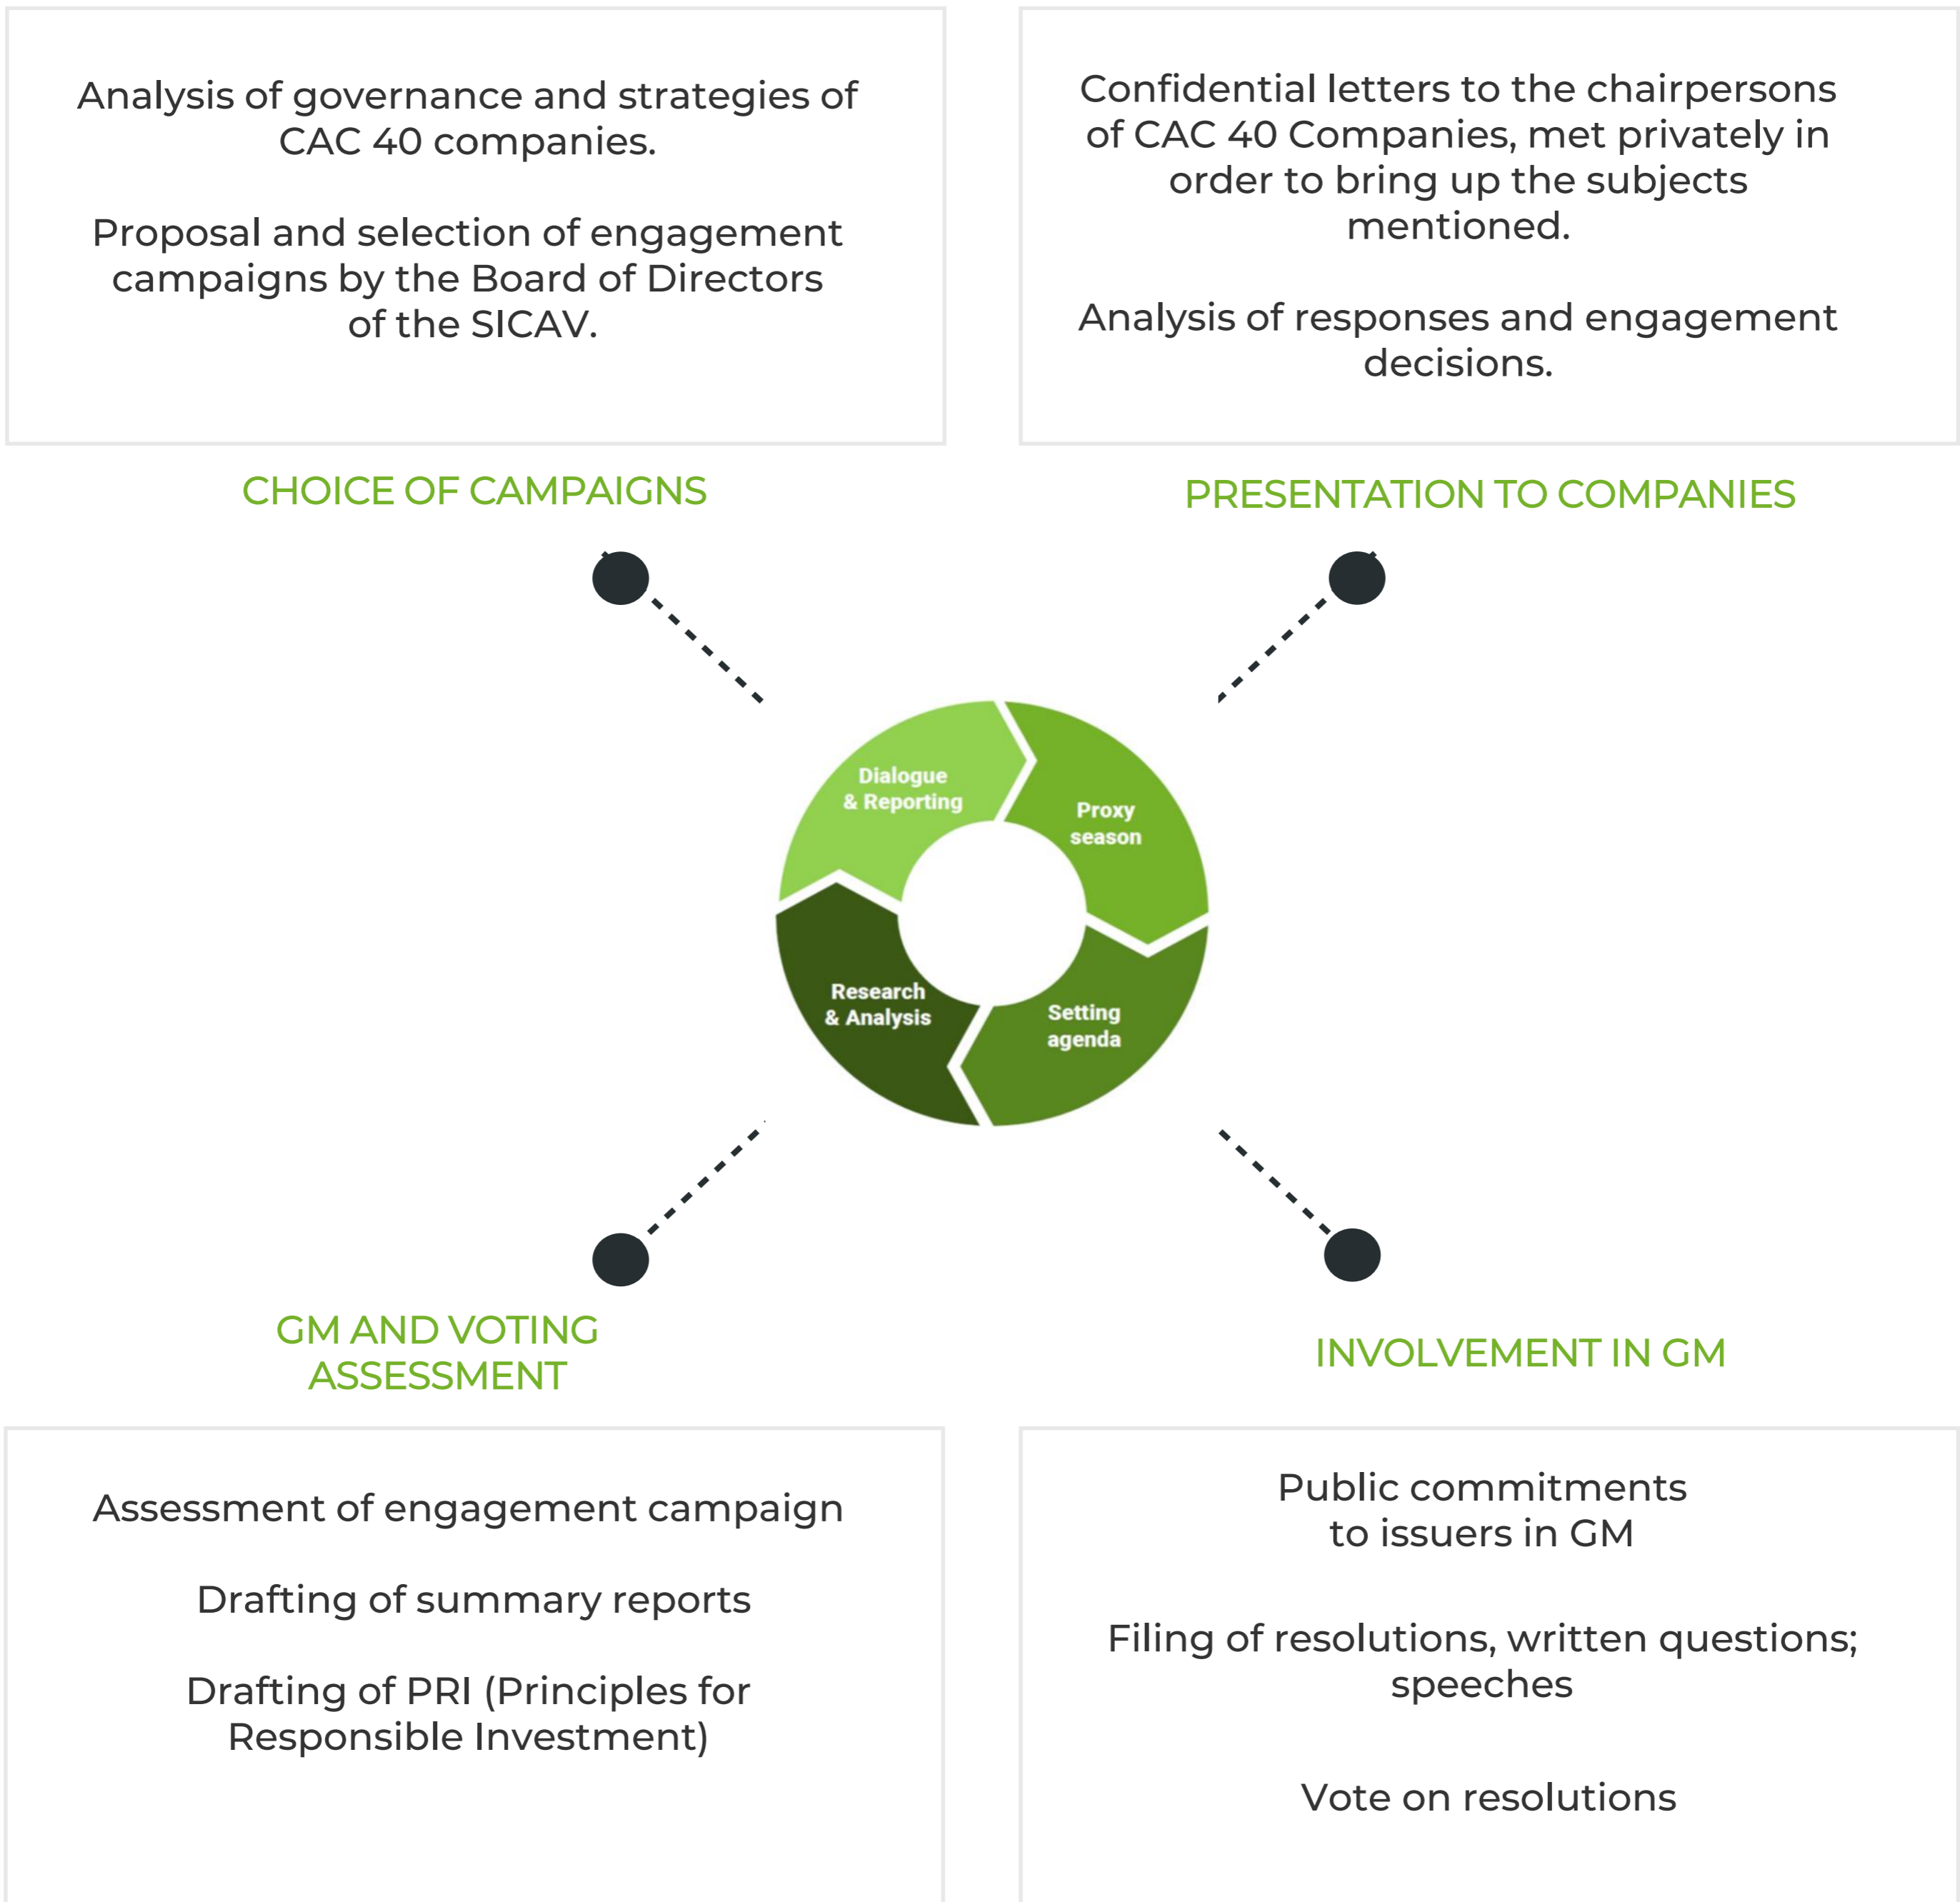 Analysis of governance and strategies of
CAC 40 companies.
Proposal and selection of engagement
campaigns by the Board of Directors
of the SICAV.
Confidential letters to the chairpersons
of CAC 40 Companies, met privately in
order to bring up the subjects
mentioned.
Analysis of responses and engagement
decisions.
CHOICE OF CAMPAIGNS
PRESENTATION TO COMPANIES
Dialogue
& Reporting
Proxy
season
Research
& Analysis
Setting
agenda
GM AND VOTING
ASSESSMENT
INVOLVEMENT IN GM
Assessment of engagement campaign
Drafting of summary reports
Drafting of PRI (Principles for
Responsible Investment)
Public commitments
to issuers in GM
Filing of resolutions, written questions;
speeches
Vote on resolutions